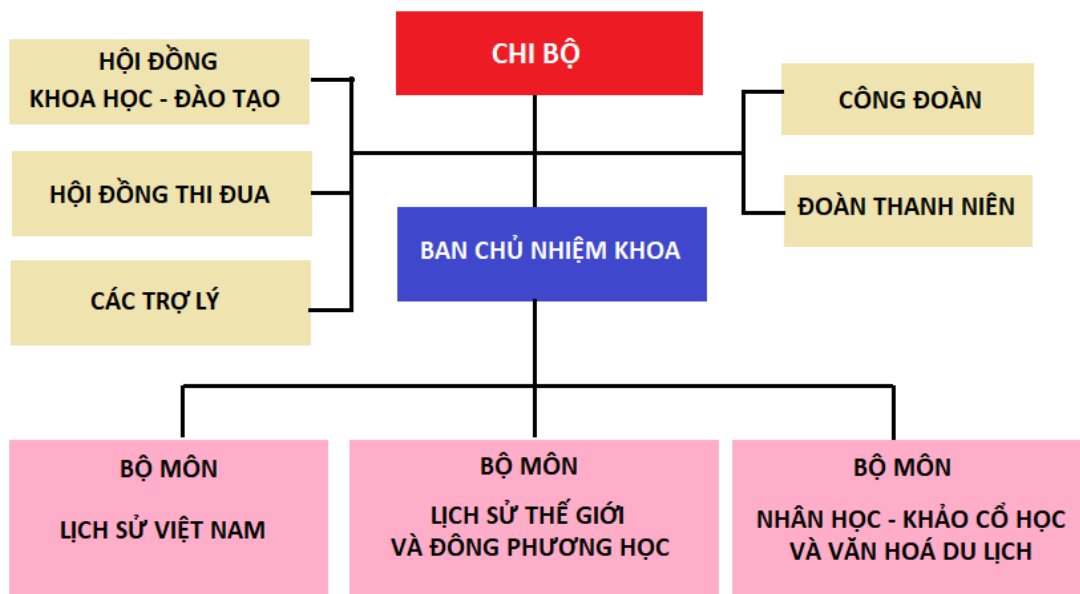 CHI BỘ
HỘI ĐỒNG
KHOA HỌC - ĐÀO TẠO
HỘI ĐỒNG THI ĐUA
CÁC TRỢ LÝ
CÔNG ĐOÀN
ĐOÀN THANH NIÊN
BAN CHỦ NHIỆM KHOA
BỘ MÔN
LỊCH SỬ VIỆT NAM
BỘ MÔN
LỊCH SỬ THẾ GIỚI
VÀ ĐÔNG PHƯƠNG HỌC
BỘ MÔN
NHÂN HỌC - KHẢO CỔ HỌC
VÀ VĂN HOÁ DU LỊCH